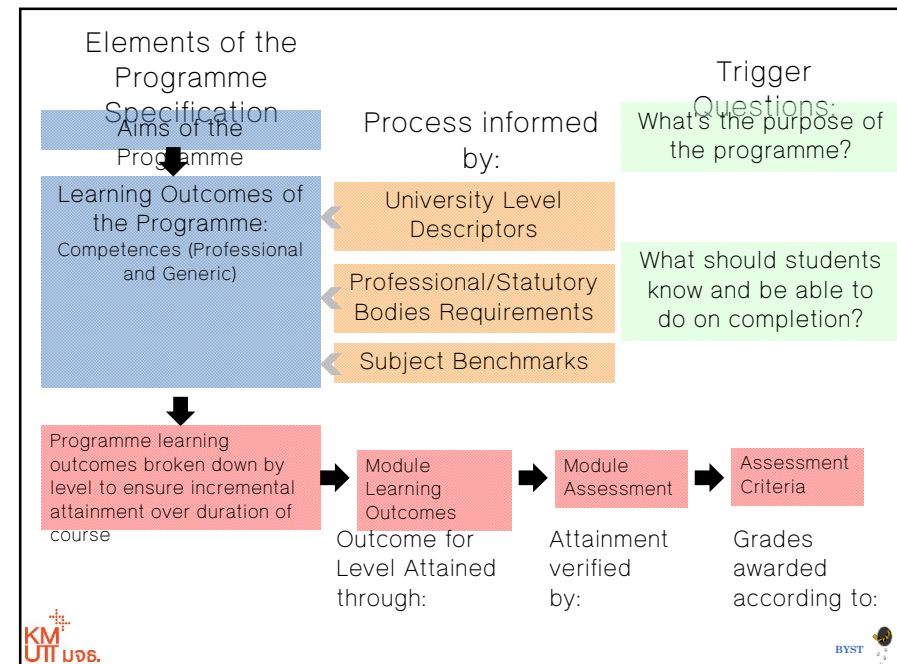 Elements of the
Programme
Specification
Aims of the
Programme
Learning Outcomes of
the Programme:
Competences (Professional
and Generic)
Process informed
by:
University Level
Descriptors
Professional/Statutory
Bodies Requirements
Subject Benchmarks
Trigger
Questions:
What's the purpose of
the programme?
What should students
know and be able to
do on completion?
Programme learning
outcomes broken down by
level to ensure incremental
attainment over duration of
course
Module
Learning
Outcomes
Outcome for
Level Attained
through:
Module
Assessment
Attainment
verified
by:
Assessment
Criteria
Grades
awarded
according to:
KM
UTT มจธ.
BYST